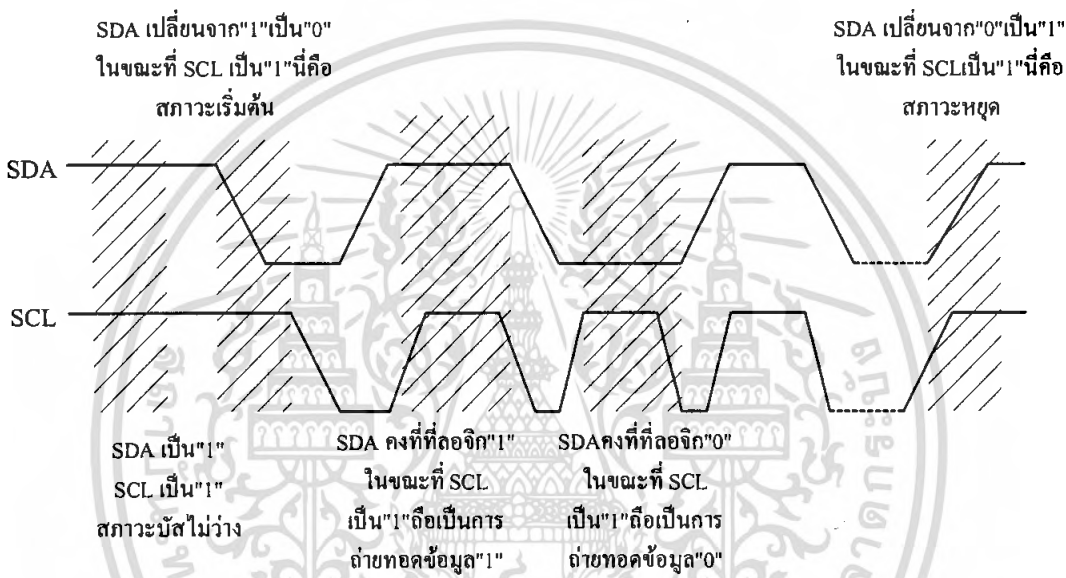 SDA เปลี่ยนจาก"1"เป็น"0"
ในขณะที่ SCL เป็น"1"นี่คือ
สภาวะเริ่มต้น
SDA เปลี่ยนจาก"0"เป็น"1"
ในขณะที่ SCLเป็น"1"นี่คือ
สภาวะหยุด
SDA
SCL
SDA เป็น"1"
SCL เป็น"1"
สภาวะบัสไม่ว่าง
SDA คงที่ที่ลอจิก"1"
ในขณะที่ SCL
เป็น"1"ถือเป็นการ
ถ่ายทอดข้อมูล"1"
SDAคงที่ที่ลอจิก"0"
ในขณะที่ SCL
เป็น"1"ถือเป็นการ
ถ่ายทอดข้อมูล"0"